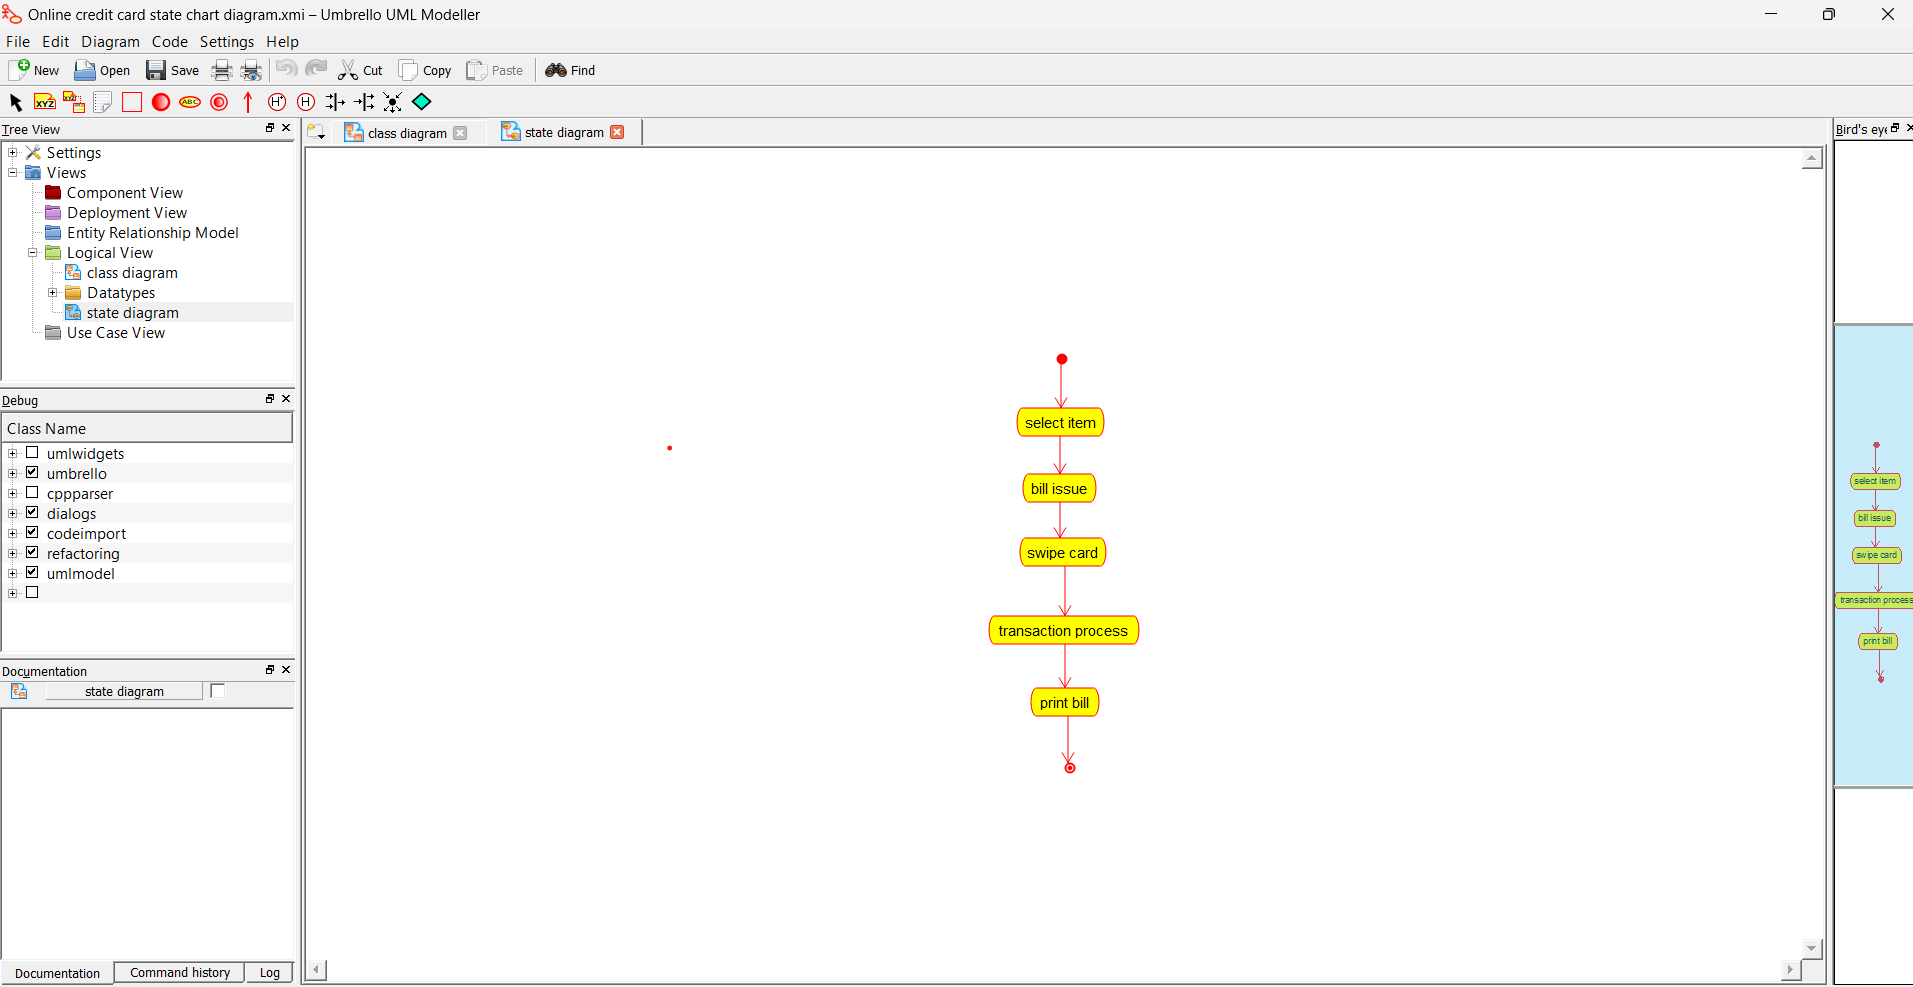 Online credit card state chart diagram.xmi – Umbrello UML Modeller
File Edit Diagram Code Settings Help
New Open Save Cut Copy Paste Find
XYZ XYZ ABC H* H
Tree View
Settings
Views
Component View
Deployment View
Entity Relationship Model
Logical View
class diagram
Datatypes
state diagram
Use Case View
Debug
Class Name
umlwidgets
umbrello
cppparser
dialogs
codeimport
refactoring
umlmodel
Documentation
state diagram
Documentation Command history Log
class diagram state diagram
select item
bill issue
swipe card
transaction process
print bill
Bird's eye
select item
bill issue
swipe card
transaction process
print bill